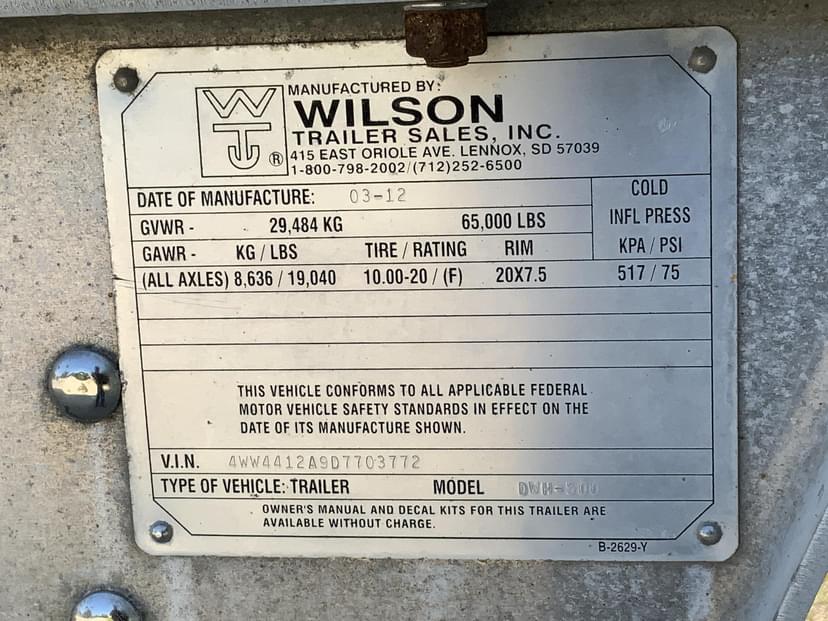 MANUFACTURED BY:
WILSON
TRAILER SALES, INC.
415 EAST ORIOLE AVE. LENNOX, SD 57039
1-800-798-2002/(712)252-6500
®
DATE OF MANUFACTURE: 03-12
GVWR - 29,484 KG 65,000 LBS
COLD
INFL PRESS
KPA / PSI
GAWR - KG / LBS TIRE / RATING RIM
(ALL AXLES) 8,636 / 19,040 10.00-20 / (F) 20X7.5 517 / 75
THIS VEHICLE CONFORMS TO ALL APPLICABLE FEDERAL
MOTOR VEHICLE SAFETY STANDARDS IN EFFECT ON THE
DATE OF ITS MANUFACTURE SHOWN.
V.I.N. 4WW4412A9D7703772
TYPE OF VEHICLE: TRAILER MODEL
OWNER'S MANUAL AND DECAL KITS FOR THIS TRAILER ARE
AVAILABLE WITHOUT CHARGE.
B-2629-Y